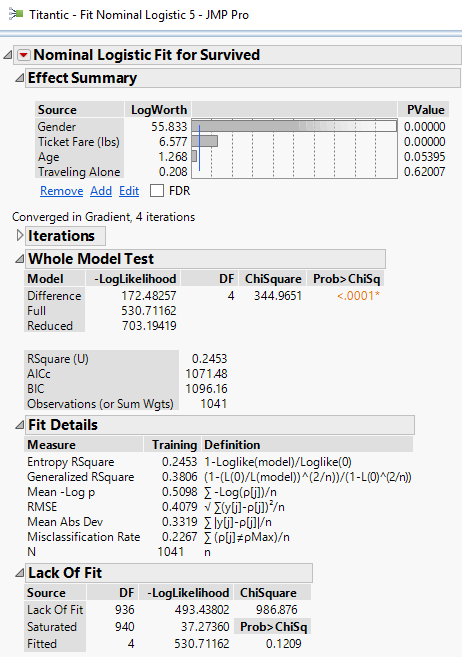 Titantic - Fit Nominal Logistic 5 - JMP Pro
Nominal Logistic Fit for Survived
Effect Summary
Source LogWorth PValue
Gender 55.833 0.00000
Ticket Fare (lbs) 6.577 0.00000
Age 1.268 0.05395
Traveling Alone 0.208 0.62007
Remove Add Edit FDR
Converged in Gradient, 4 iterations
Iterations
Whole Model Test
Model -LogLikelihood DF ChiSquare Prob>ChiSq
Difference 172.48257 4 344.9651 <.0001*
Full 530.71162
Reduced 703.19419
RSquare (U) 0.2453
AICc 1071.48
BIC 1096.16
Observations (or Sum Wgts) 1041
Fit Details
Measure Training Definition
Entropy RSquare 0.2453 1-Loglike(model)/Loglike(0)
Generalized RSquare 0.3806 (1-(L(0)/L(model))^(2/n))/(1-L(0)^(2/n))
Mean -Log p 0.5098 ∑ -Log(ρ[j])/n
RMSE 0.4079 √ ∑(y[j]-ρ[j])²/n
Mean Abs Dev 0.3319 ∑ |y[j]-ρ[j]|/n
Misclassification Rate 0.2267 ∑ (ρ[j]≠ρMax)/n
N 1041 n
Lack Of Fit
Source DF -LogLikelihood ChiSquare
Lack Of Fit 936 493.43802 986.876
Saturated 940 37.27360 Prob>ChiSq
Fitted 4 530.71162 0.1209